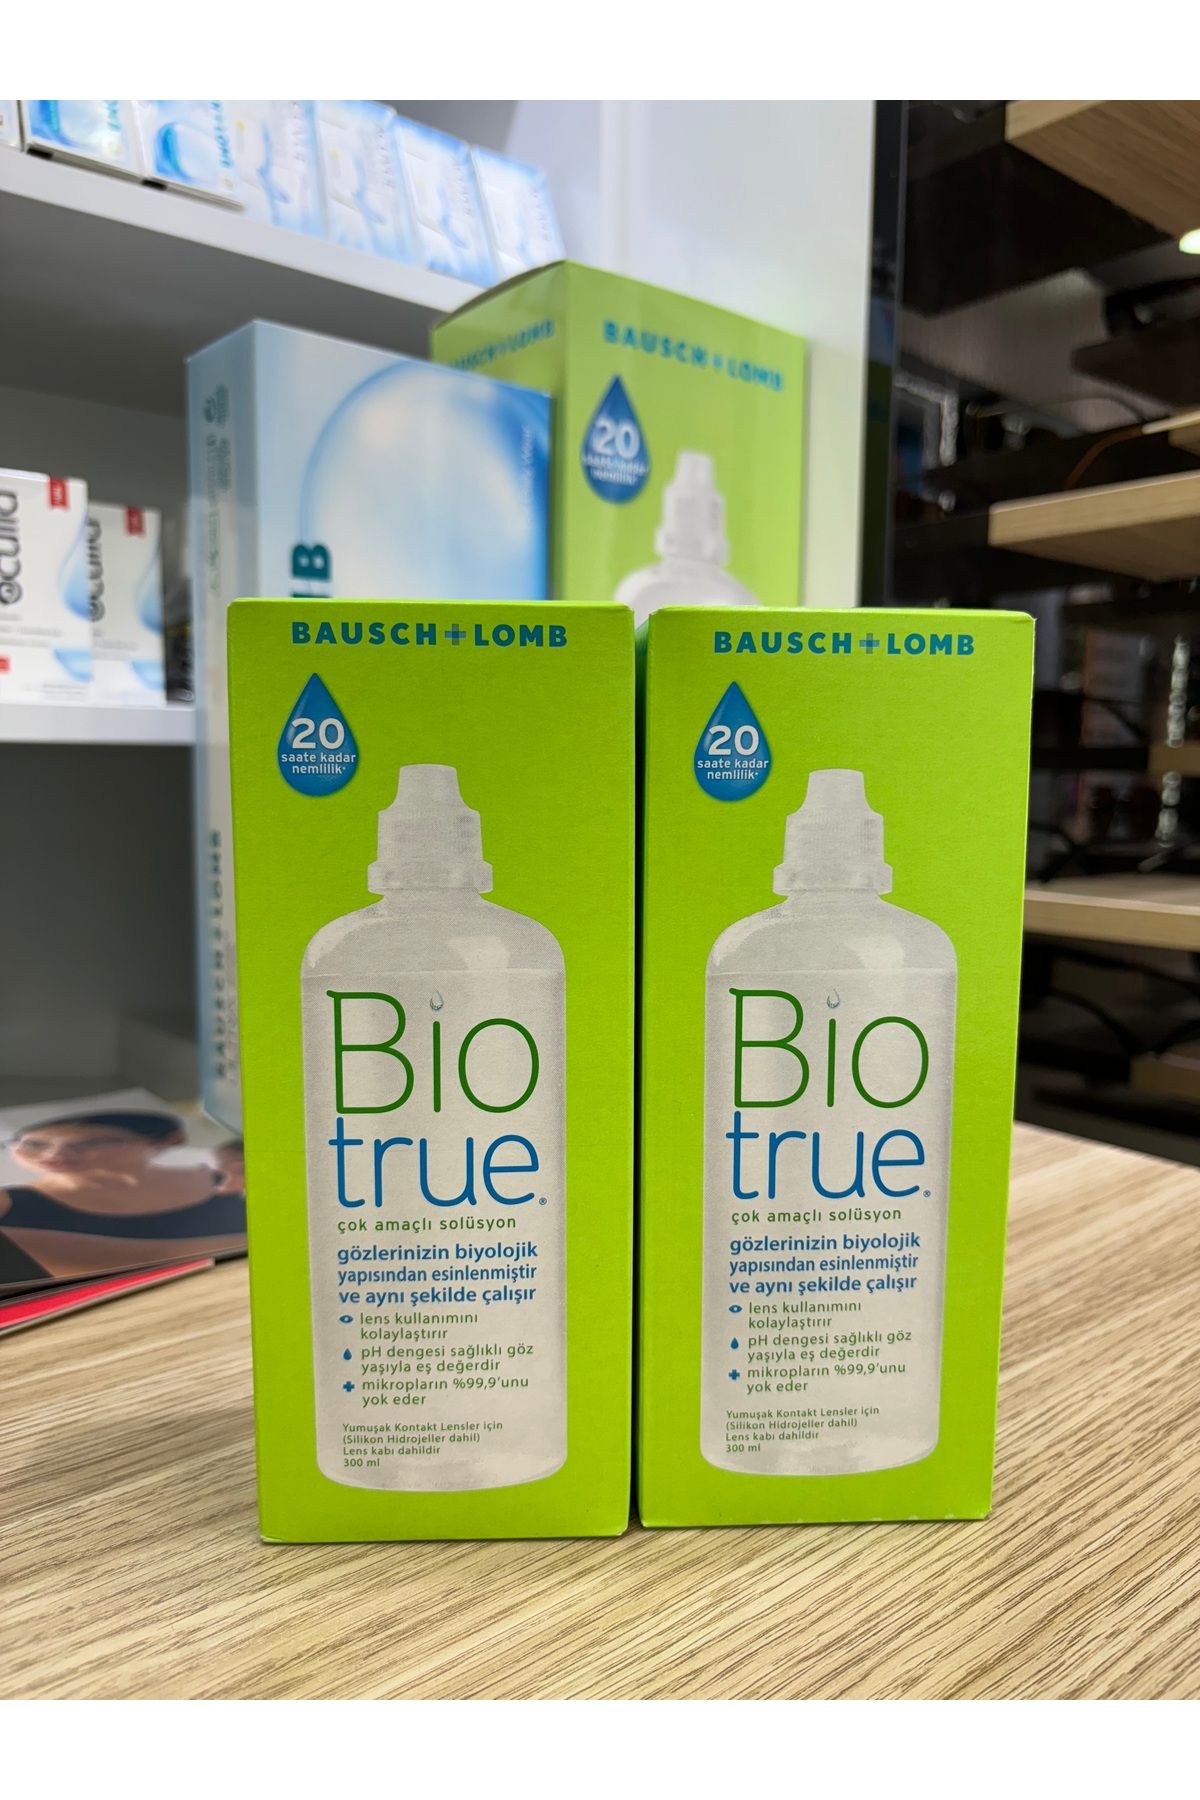 BAUSCH+LOMB
20
saate kadar
nemlilik*
BAUSCH + LOMB
BAUSCH+LOMB
20
saate kadar
nemlilik*
Bio
true®
çok amaçlı solüsyon
gözlerinizin biyolojik
yapısından esinlenmiştir
ve aynı şekilde çalışır
lens kullanımını
kolaylaştırır
pH dengesi sağlıklı göz
yaşıyla eş değerdir
mikropların %99,9'unu
yok eder
Yumuşak Kontakt Lensler için
(Silikon Hidrojeller dahil)
Lens kabı dahildir
300 ml
BAUSCH+LOMB
20
saate kadar
nemlilik*
Bio
true®
çok amaçlı solüsyon
gözlerinizin biyolojik
yapısından esinlenmiştir
ve aynı şekilde çalışır
lens kullanımını
kolaylaştırır
pH dengesi sağlıklı göz
yaşıyla eş değerdir
mikropların %99,9'unu
yok eder
Yumuşak Kontakt Lensler için
(Silikon Hidrojeller dahil)
Lens kabı dahildir
300 ml